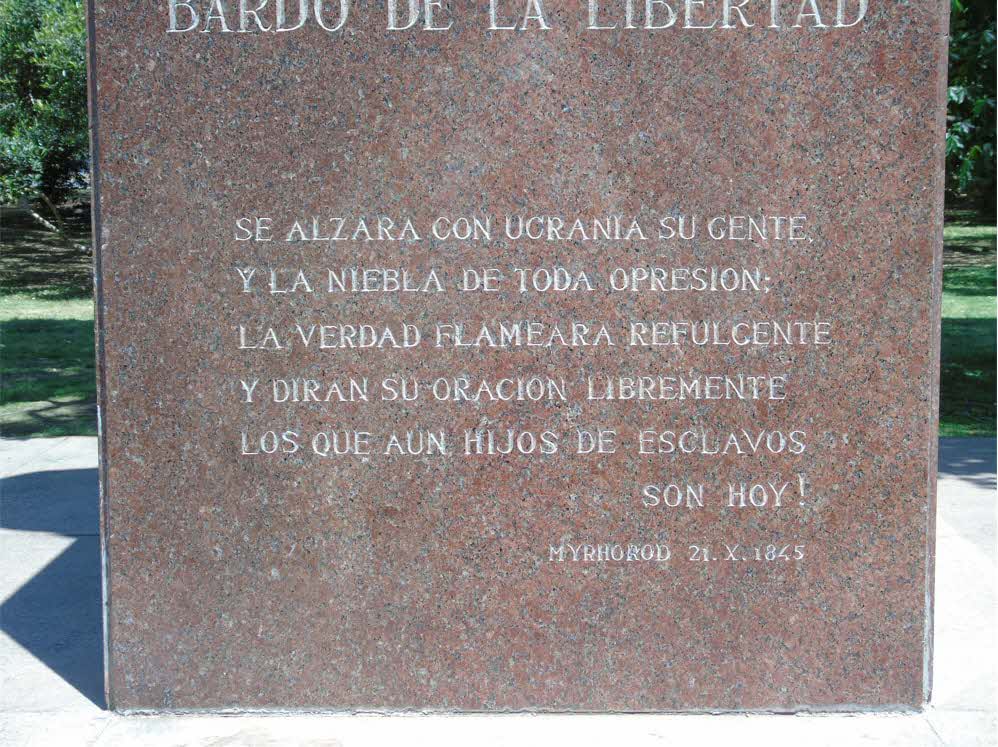 BARDO DE LA LIBERTAD
SE ALZARA CON UCRANIA SU GENTE,
Y LA NIEBLA DE TODA OPRESION;
LA VERDAD FLAMEARA REFULGENTE
Y DIRAN SU ORACION LIBREMENTE
LOS QUE AUN HIJOS DE ESCLAVOS
SON HOY!
MYRHOROD 21. X. 1845